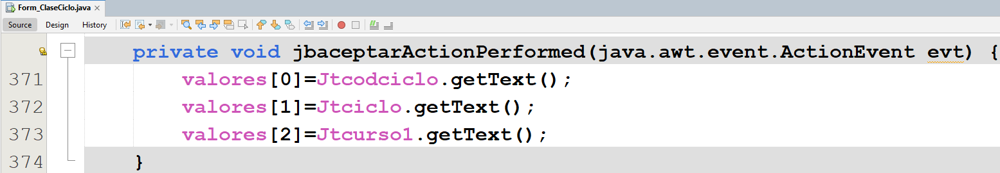 Form_ClaseCiclo.java
Source Design History
private void jbaceptarActionPerformed(java.awt.event.ActionEvent evt) {
371 valores[0]=Jtcodciclo.getText();
372 valores[1]=Jtciclo.getText();
373 valores[2]=Jtcurso1.getText();
374 }